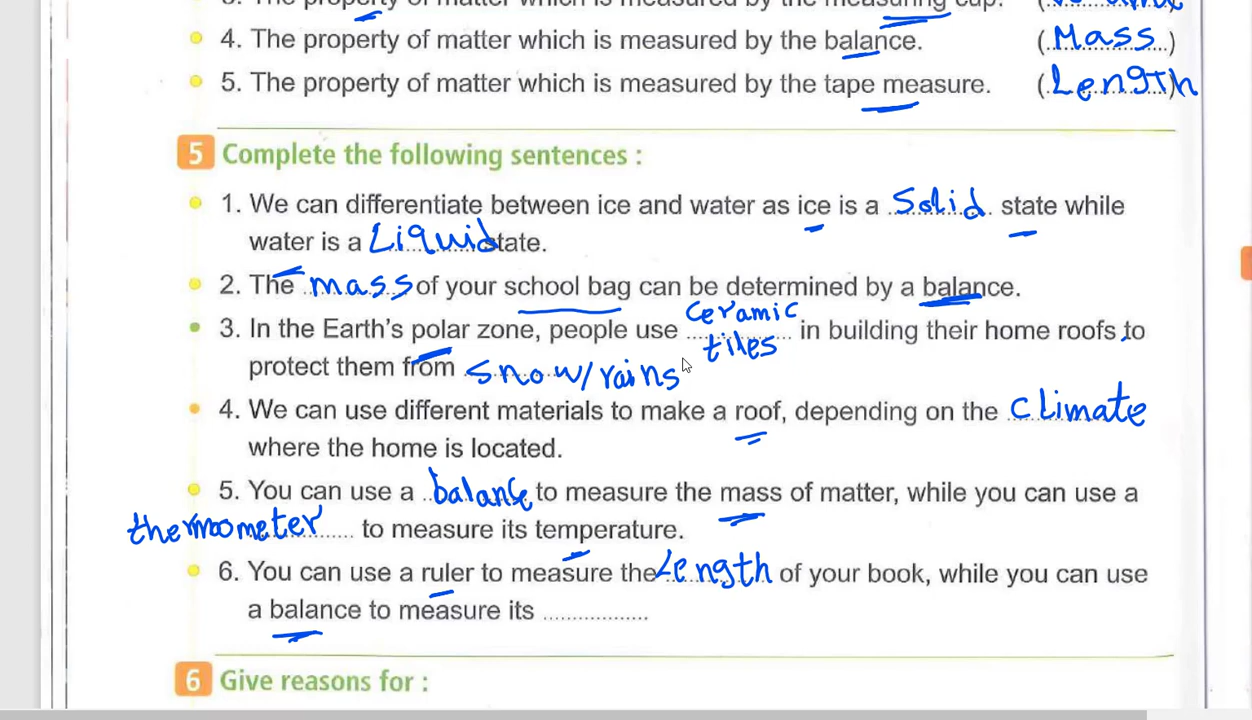 4. The property of matter which is measured by the balance. (Mass)
5. The property of matter which is measured by the tape measure. (Length)
5 Complete the following sentences :
1. We can differentiate between ice and water as ice is a Solid state while
water is a Liquid state.
2. The mass of your school bag can be determined by a balance.
3. In the Earth's polar zone, people use ceramic tiles in building their home roofs to
protect them from snow/rains
4. We can use different materials to make a roof, depending on the climate
where the home is located.
5. You can use a balance to measure the mass of matter, while you can use a
thermometer to measure its temperature.
6. You can use a ruler to measure the Length of your book, while you can use
a balance to measure its ..................
6 Give reasons for :